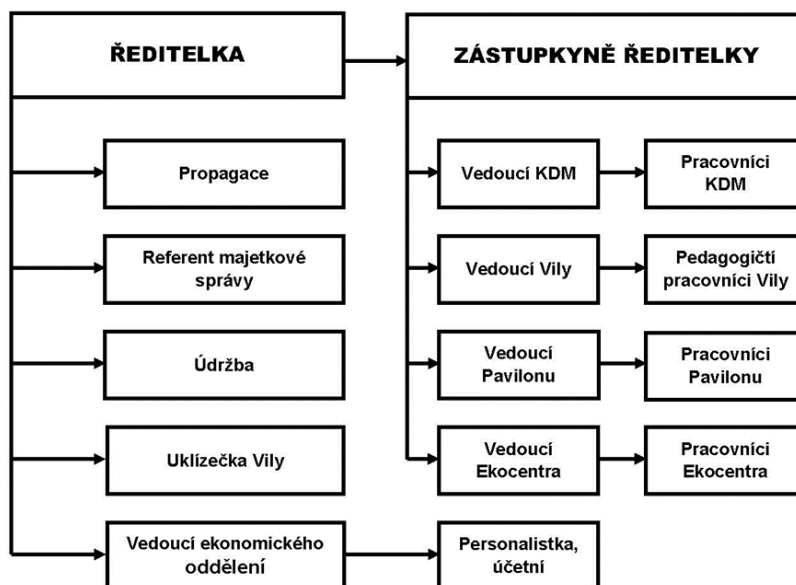 ŘEDITELKA
ZÁSTUPKYNĚ ŘEDITELKY
Propagace
Vedoucí KDM
Pracovníci
KDM
Referent majetkové
správy
Vedoucí Vily
Pedagogičtí
pracovníci Vily
Údržba
Vedoucí
Pavilonu
Pracovníci
Pavilonu
Uklízečka Vily
Vedoucí
Ekocentra
Pracovníci
Ekocentra
Vedoucí ekonomického
oddělení
Personalistka,
účetní